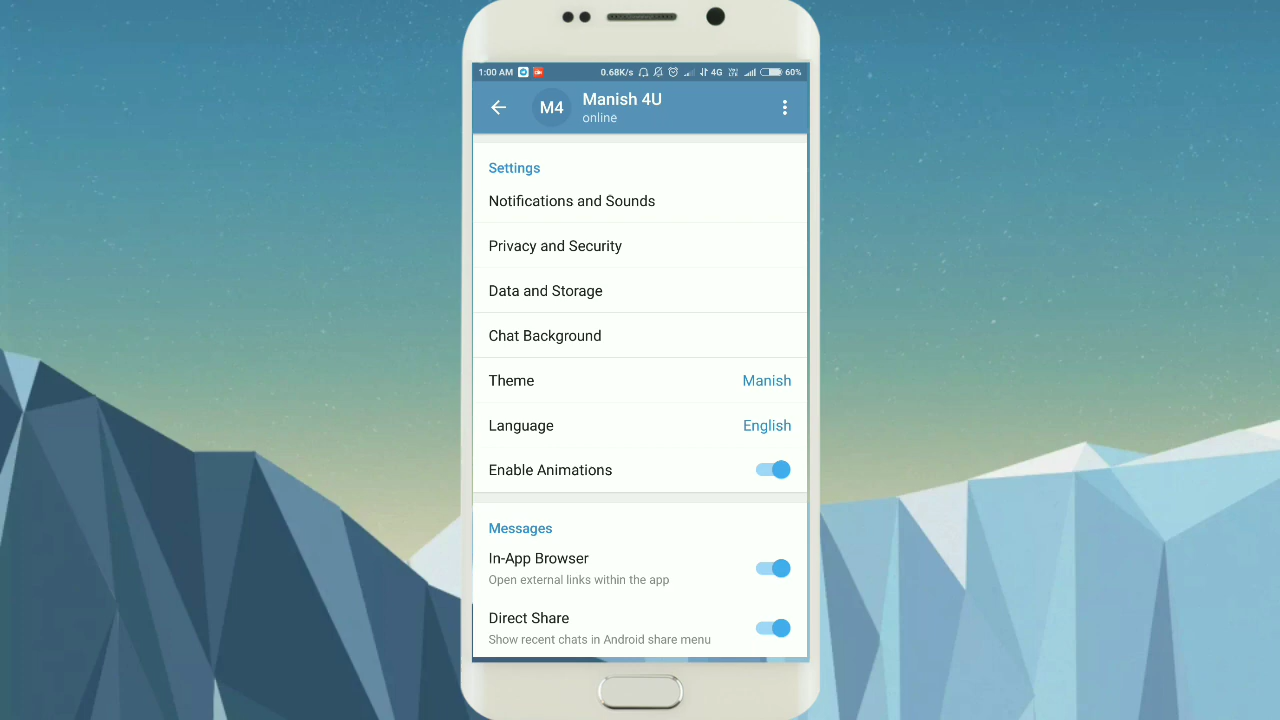 1:00 AM 0.68K/s 4G 60%
M4
Manish 4U
online
Settings
Notifications and Sounds
Privacy and Security
Data and Storage
Chat Background
Theme Manish
Language English
Enable Animations
Messages
In-App Browser
Open external links within the app
Direct Share
Show recent chats in Android share menu